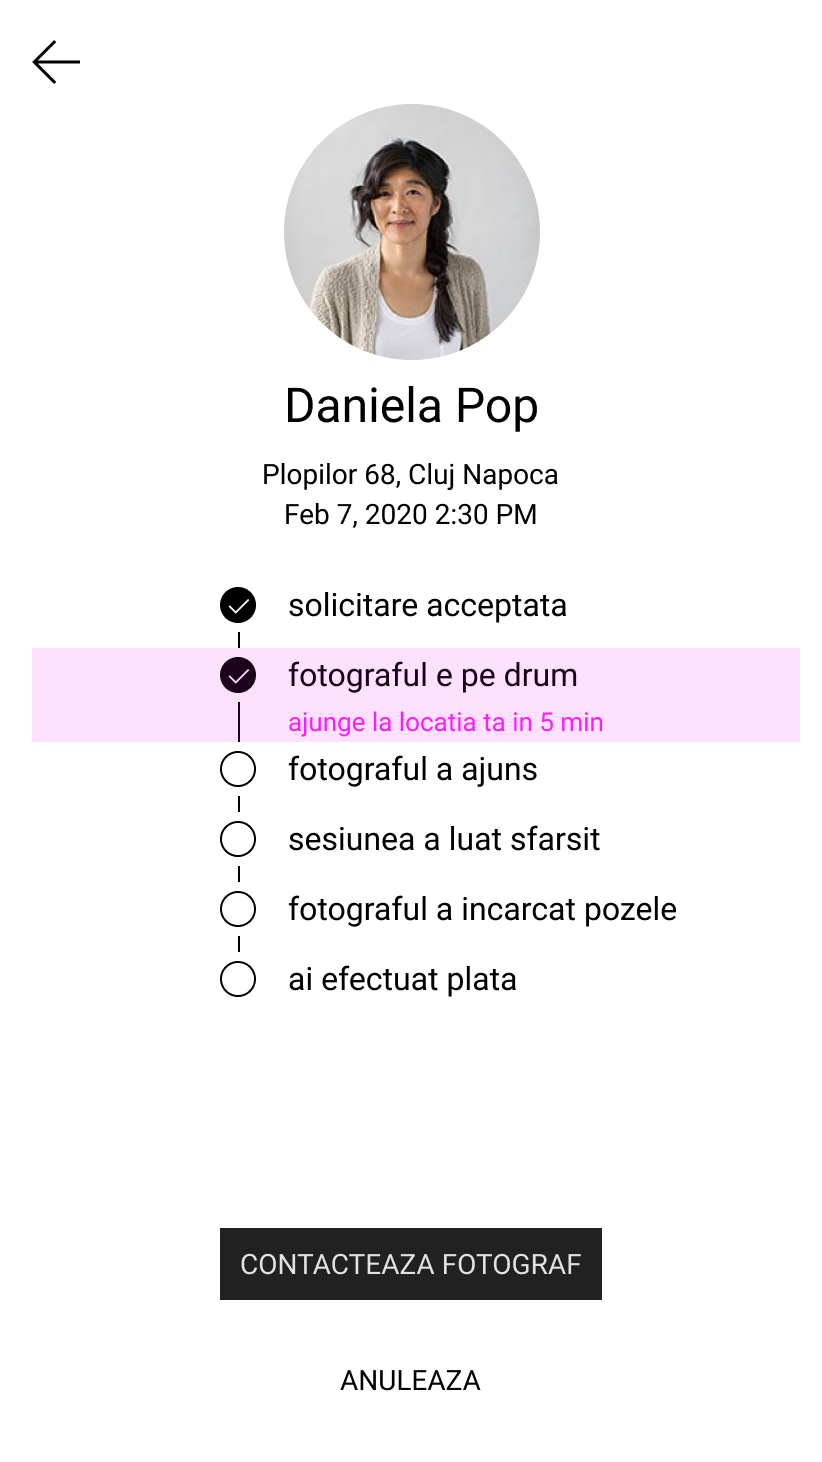 Daniela Pop
Plopilor 68, Cluj Napoca
Feb 7, 2020 2:30 PM
solicitare acceptata
fotograful e pe drum
ajunge la locatia ta in 5 min
fotograful a ajuns
sesiunea a luat sfarsit
fotograful a incarcat pozele
ai efectuat plata
CONTACTEAZA FOTOGRAF
ANULEAZA